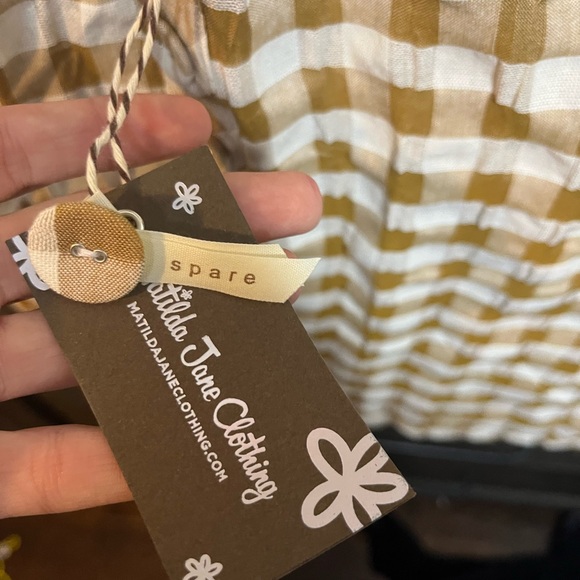 spare
Matilda Jane Clothing
MATILDAJANECLOTHING.COM